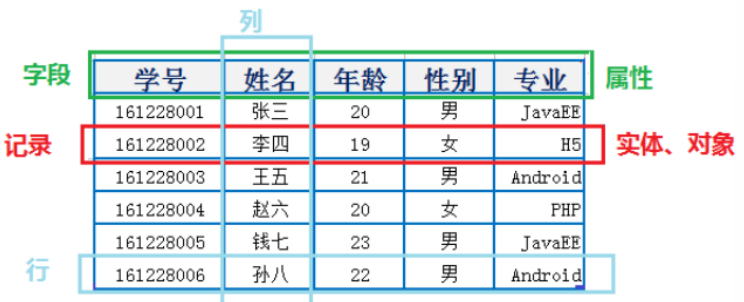 列
字段 学号 姓名 年龄 性别 专业 属性
161228001 张三 20 男 JavaEE
记录 161228002 李四 19 女 H5 实体、对象
161228003 王五 21 男 Android
161228004 赵六 20 女 PHP
161228005 钱七 23 男 JavaEE
行 161228006 孙八 22 男 Android